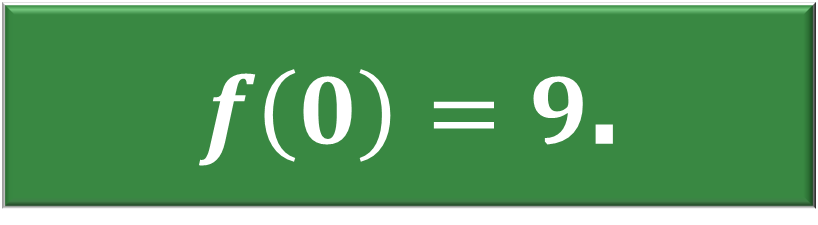 f(0) = 9.